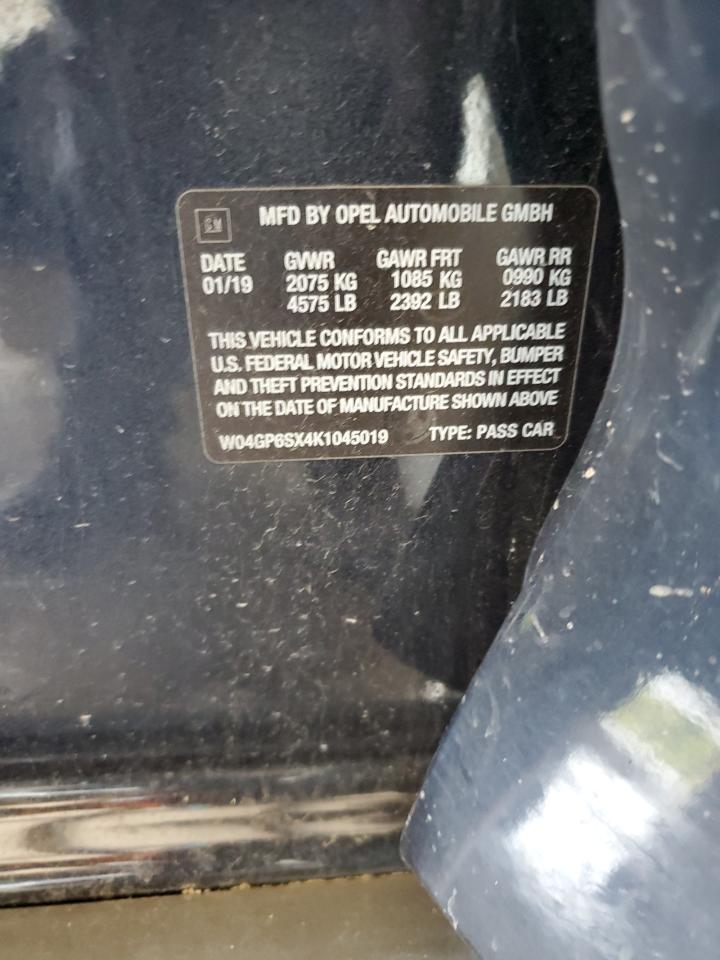 GM
MFD BY OPEL AUTOMOBILE GMBH
DATE GVWR GAWR FRT GAWR RR
01/19 2075 KG 1085 KG 0990 KG
4575 LB 2392 LB 2183 LB
THIS VEHICLE CONFORMS TO ALL APPLICABLE
U.S. FEDERAL MOTOR VEHICLE SAFETY, BUMPER
AND THEFT PREVENTION STANDARDS IN EFFECT
ON THE DATE OF MANUFACTURE SHOWN ABOVE
W04GP6SX4K1045019 TYPE: PASS CAR